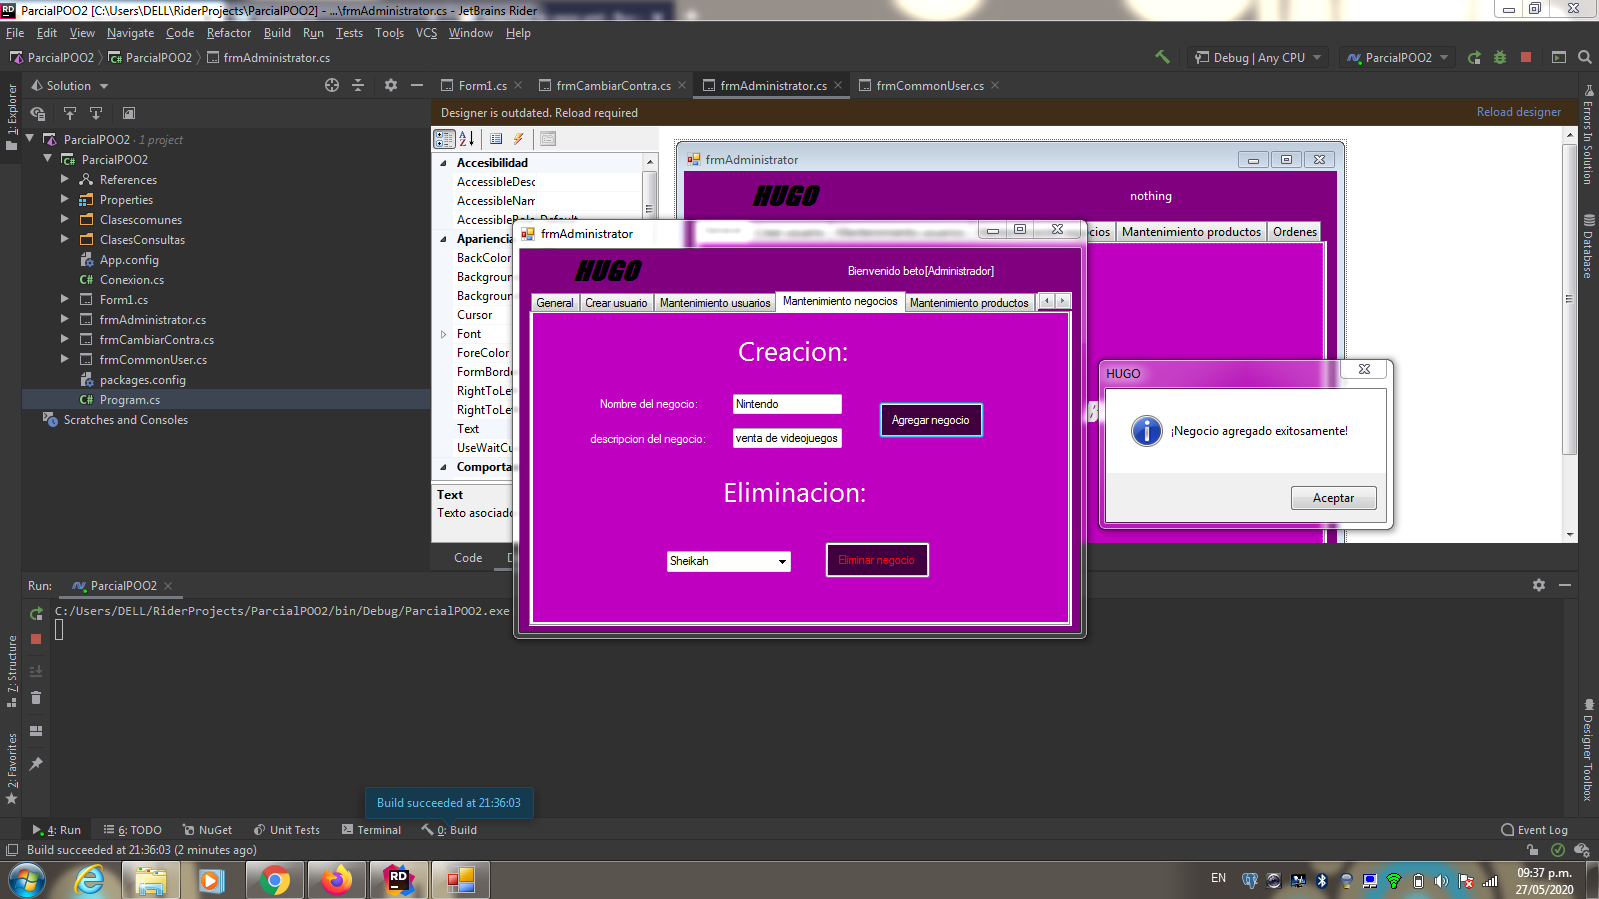 ParcialPOO2 [C:\Users\DELL\RiderProjects\ParcialPOO2] - ...\frmAdministrator.cs - JetBrains Rider
File Edit View Navigate Code Refactor Build Run Tests Tools VCS Window Help
ParcialPOO2 ParcialPOO2 frmAdministrator.cs
Debug | Any CPU ParcialPOO2
Solution
Form1.cs frmCambiarContra.cs frmAdministrator.cs frmCommonUser.cs
Designer is outdated. Reload required Reload designer
1: Explorer
ParcialPOO2 · 1 project
ParcialPOO2
References
Properties
Clasescomunes
ClasesConsultas
App.config
Conexion.cs
Form1.cs
frmAdministrator.cs
frmCambiarContra.cs
frmCommonUser.cs
packages.config
Program.cs
Scratches and Consoles
Accesibilidad
AccessibleDesc
AccessibleNam
AccessibleRole Default
Apariencia
BackColor
Background
Background
Cursor
Font
ForeColor
FormBorde
RightToLe
RightToLe
Text
UseWaitCu
Comporta
Text
Texto asociado
Code D
frmAdministrator
HUGO nothing
cios Mantenimiento productos Ordenes
frmAdministrator
HUGO Bienvenido beto[Administrador]
General Crear usuario Mantenimiento usuarios Mantenimiento negocios Mantenimiento productos
Creacion:
Nombre del negocio: Nintendo
Agregar negocio
descripcion del negocio: venta de videojuegos
Eliminacion:
Sheikah Eliminar negocio
HUGO
¡Negocio agregado exitosamente!
Aceptar
Errors In Solution
Database
Designer Toolbox
Run: ParcialPOO2
C:/Users/DELL/RiderProjects/ParcialPOO2/bin/Debug/ParcialPOO2.exe
7: Structure
2: Favorites
Build succeeded at 21:36:03
4: Run 6: TODO NuGet Unit Tests Terminal 0: Build Event Log
Build succeeded at 21:36:03 (2 minutes ago)
EN
09:37 p.m.
27/05/2020